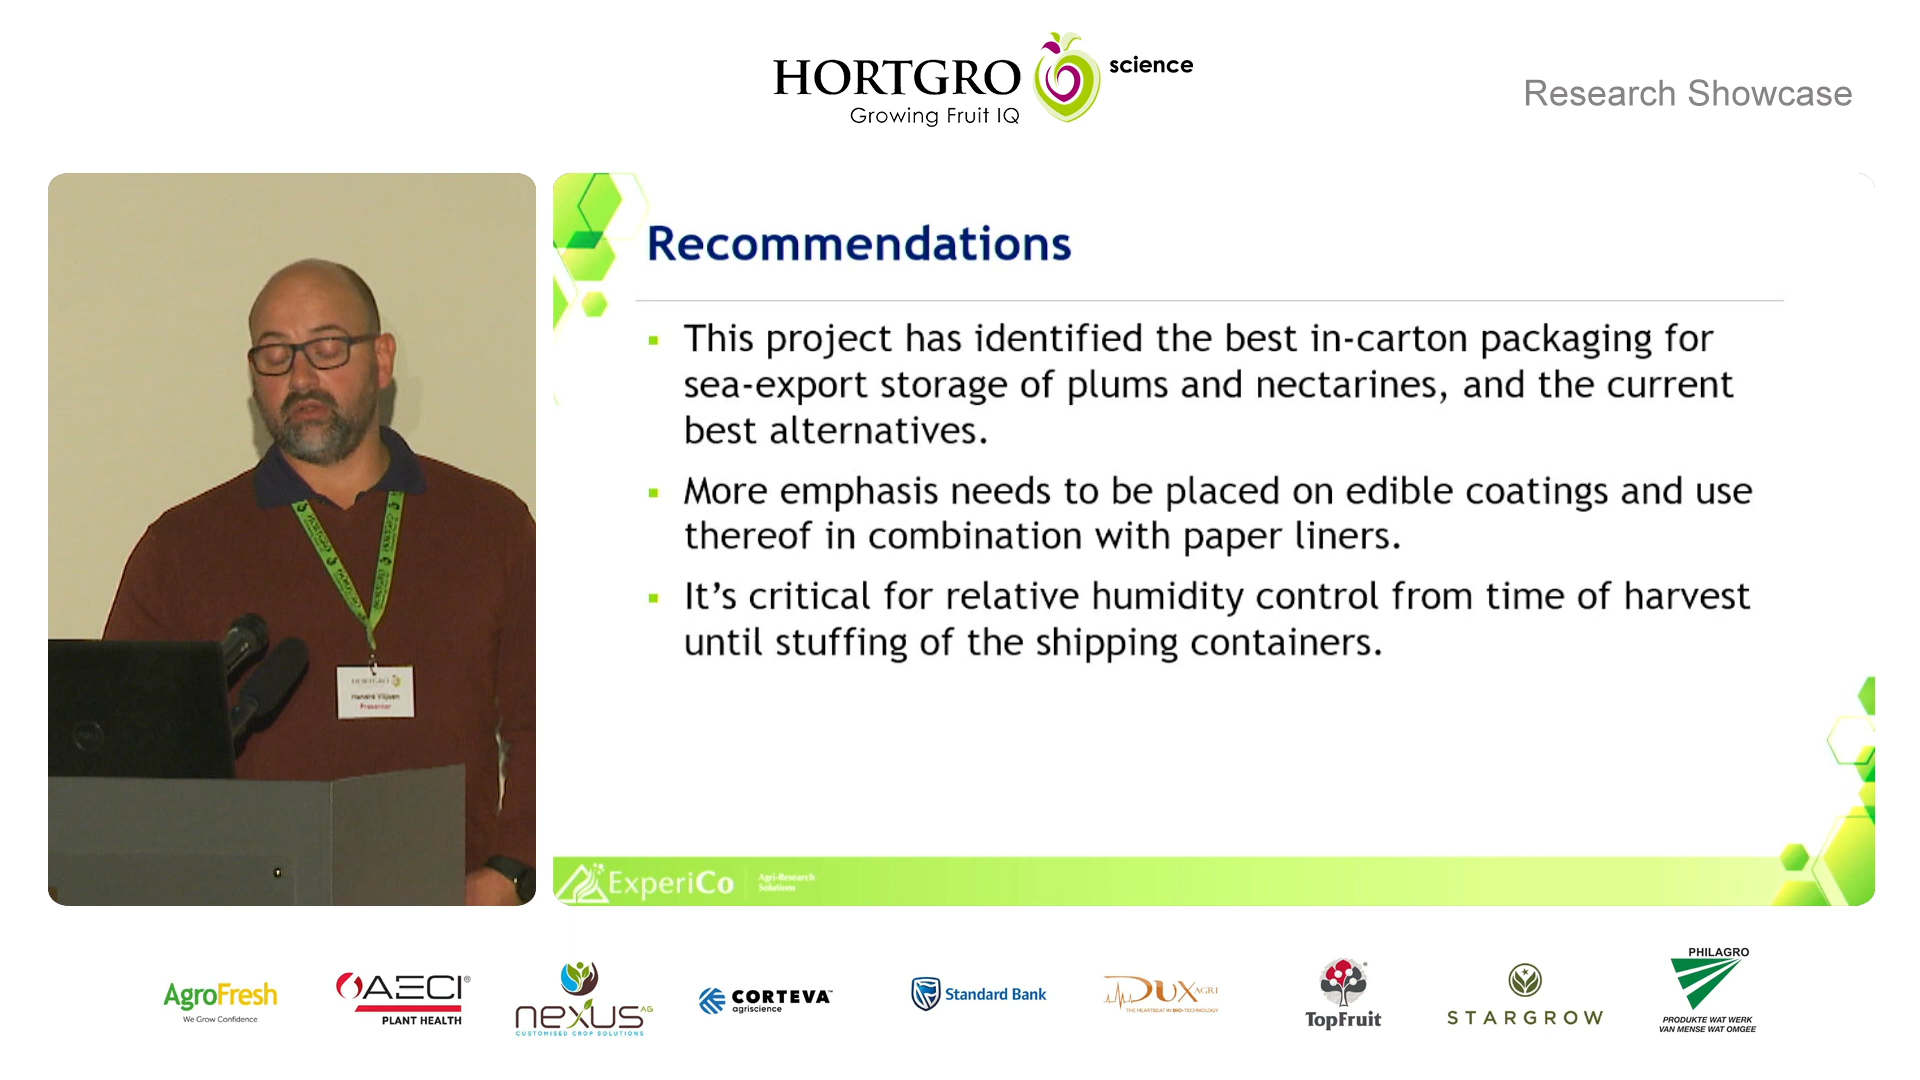 HORTGRO science
Growing Fruit IQ
Research Showcase
Recommendations
This project has identified the best in-carton packaging for
sea-export storage of plums and nectarines, and the current
best alternatives.
More emphasis needs to be placed on edible coatings and use
thereof in combination with paper liners.
It’s critical for relative humidity control from time of harvest
until stuffing of the shipping containers.
HORTGRO
Hanané Viljoen
Presenter
ExperiCo
Agri-Research
Solutions
AgroFresh
We Grow Confidence
AECI®
PLANT HEALTH
nexus AG
CUSTOMISED CROP SOLUTIONS
CORTEVA™
agriscience
Standard Bank
DUX AGRI
THE HEARTBEAT IN BIO-TECHNOLOGY
TopFruit
STARGROW
PHILAGRO
PRODUKTE WAT WERK
VAN MENSE WAT OMGEE